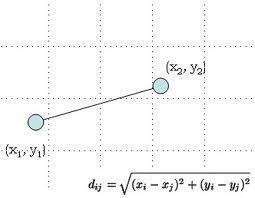 (x₂, y₂)
(x₁, y₁)
dᵢⱼ = √(xᵢ − xⱼ)² + (yᵢ − yⱼ)²